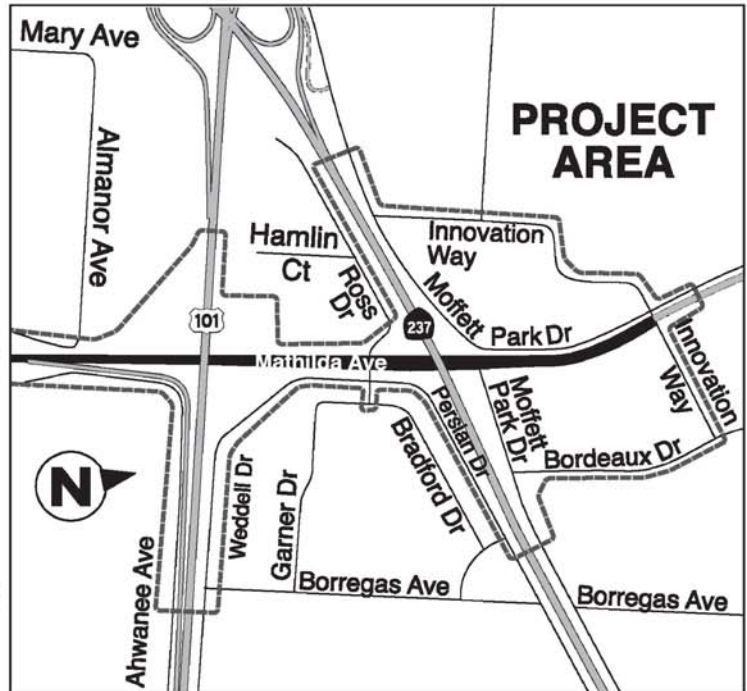 Mary Ave
Almanor Ave
PROJECT
AREA
Hamlin
Ct
Ross
Dr
Innovation
Way
Moffett
Park Dr
101
237
Mathilda Ave
Innovation
Way
Moffett
Park Dr
Persian Dr
Bordeaux Dr
Bradford Dr
N
Weddell Dr
Garner Dr
Ahwanee Ave
Borregas Ave
Borregas Ave